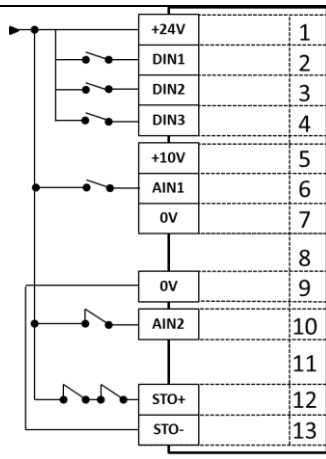 +24V 1
DIN1 2
DIN2 3
DIN3 4
+10V 5
AIN1 6
0V 7
8
0V 9
AIN2 10
11
STO+ 12
STO- 13